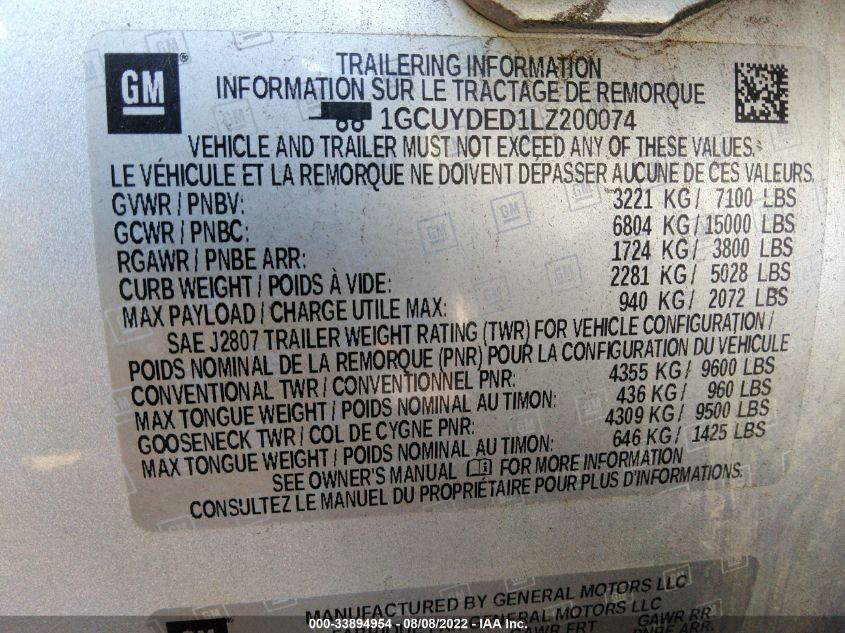 GM
TRAILERING INFORMATION
INFORMATION SUR LE TRACTAGE DE REMORQUE
1GCUYDED1LZ200074
VEHICLE AND TRAILER MUST NOT EXCEED ANY OF THESE VALUES.
LE VÉHICULE ET LA REMORQUE NE DOIVENT DÉPASSER AUCUNE DE CES VALEURS.
GVWR / PNBV: 3221 KG / 7100 LBS
GCWR / PNBC: 6804 KG / 15000 LBS
RGAWR / PNBE ARR: 1724 KG / 3800 LBS
CURB WEIGHT / POIDS À VIDE: 2281 KG / 5028 LBS
MAX PAYLOAD / CHARGE UTILE MAX: 940 KG / 2072 LBS
SAE J2807 TRAILER WEIGHT RATING (TWR) FOR VEHICLE CONFIGURATION /
POIDS NOMINAL DE LA REMORQUE (PNR) POUR LA CONFIGURATION DU VÉHICULE
CONVENTIONAL TWR / CONVENTIONNEL PNR: 4355 KG / 9600 LBS
MAX TONGUE WEIGHT / POIDS NOMINAL AU TIMON: 436 KG / 960 LBS
GOOSENECK TWR / COL DE CYGNE PNR: 4309 KG / 9500 LBS
MAX TONGUE WEIGHT / POIDS NOMINAL AU TIMON: 646 KG / 1425 LBS
SEE OWNER'S MANUAL FOR MORE INFORMATION
CONSULTEZ LE MANUEL DU PROPRIÉTAIRE POUR PLUS D'INFORMATIONS.
GM
MANUFACTURED BY GENERAL MOTORS LLC
GENERAL MOTORS LLC
GAWR FRT GAWR RR
000-33894954 - 08/08/2022 - IAA Inc.